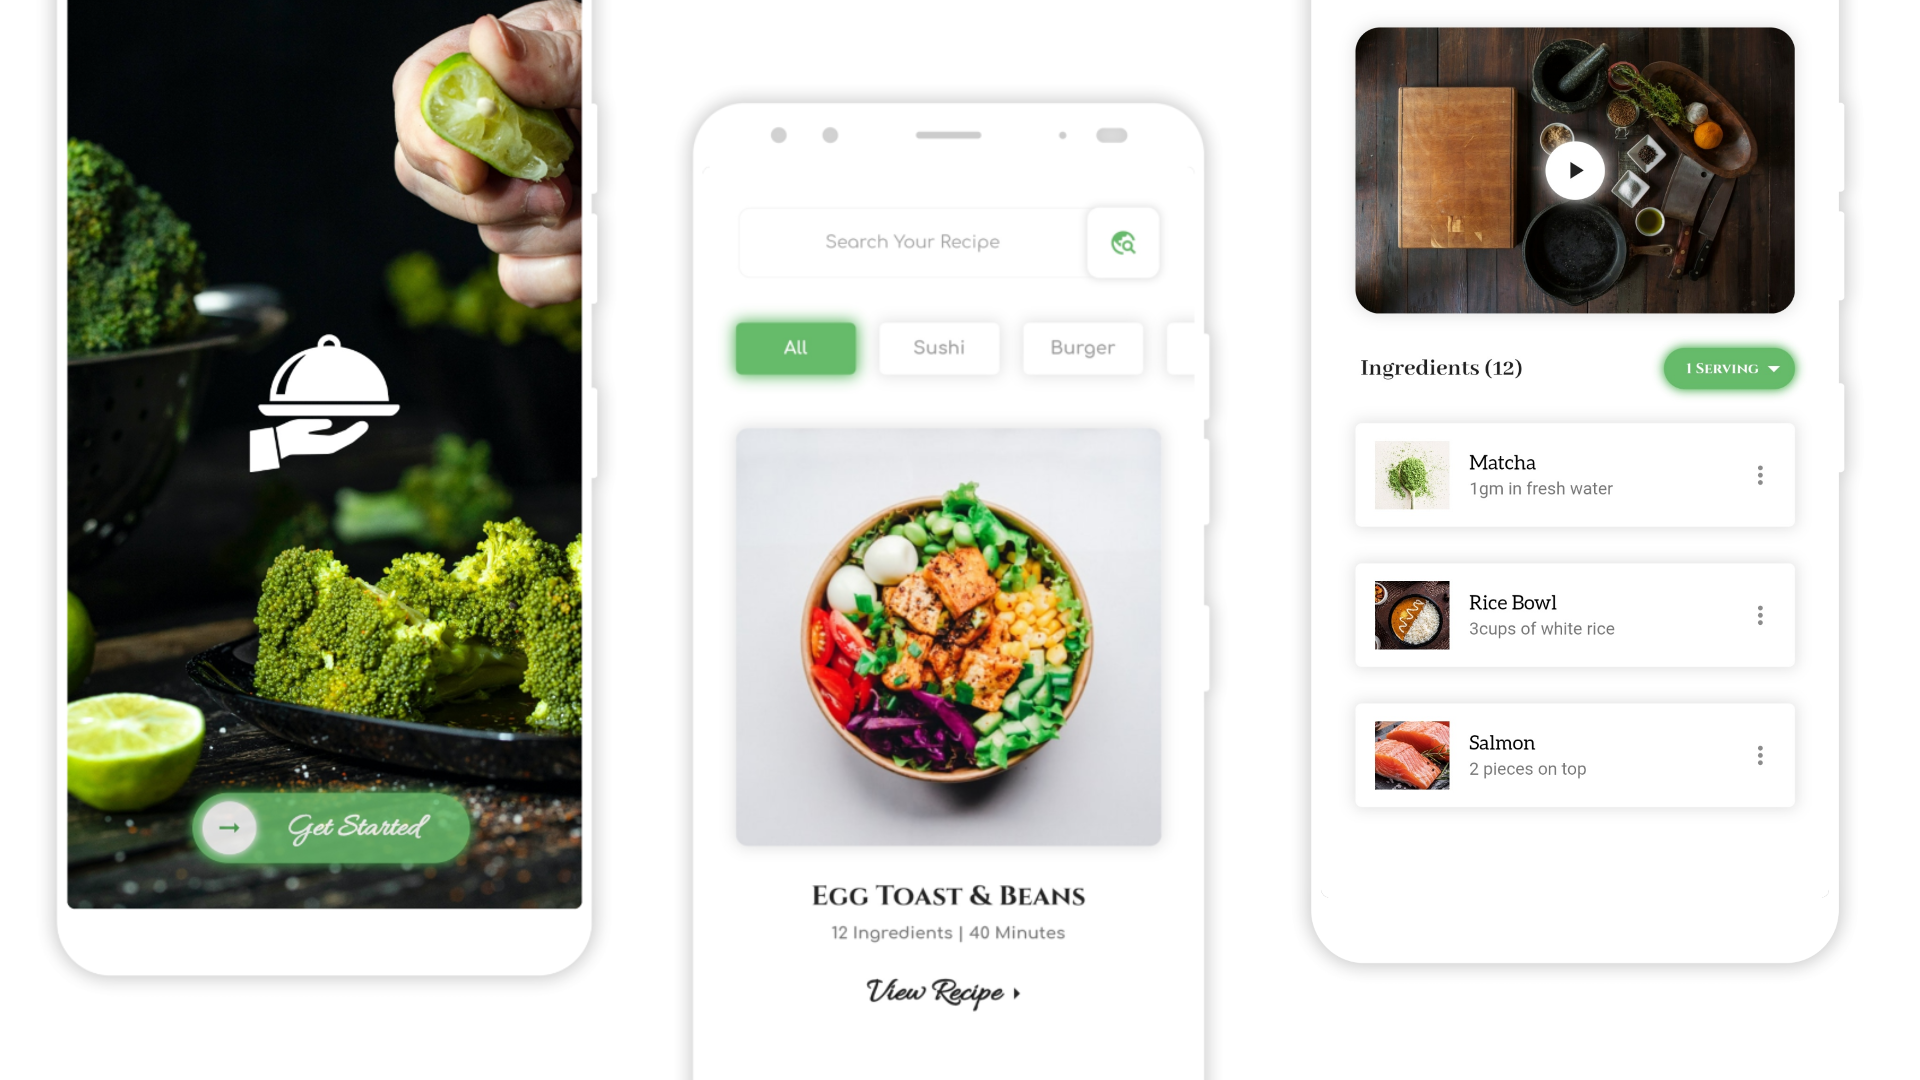 Get Started
Search Your Recipe
All
Sushi
Burger
Egg Toast & Beans
12 Ingredients | 40 Minutes
View Recipe
Ingredients (12)
1 Serving
Matcha
1gm in fresh water
Rice Bowl
3cups of white rice
Salmon
2 pieces on top